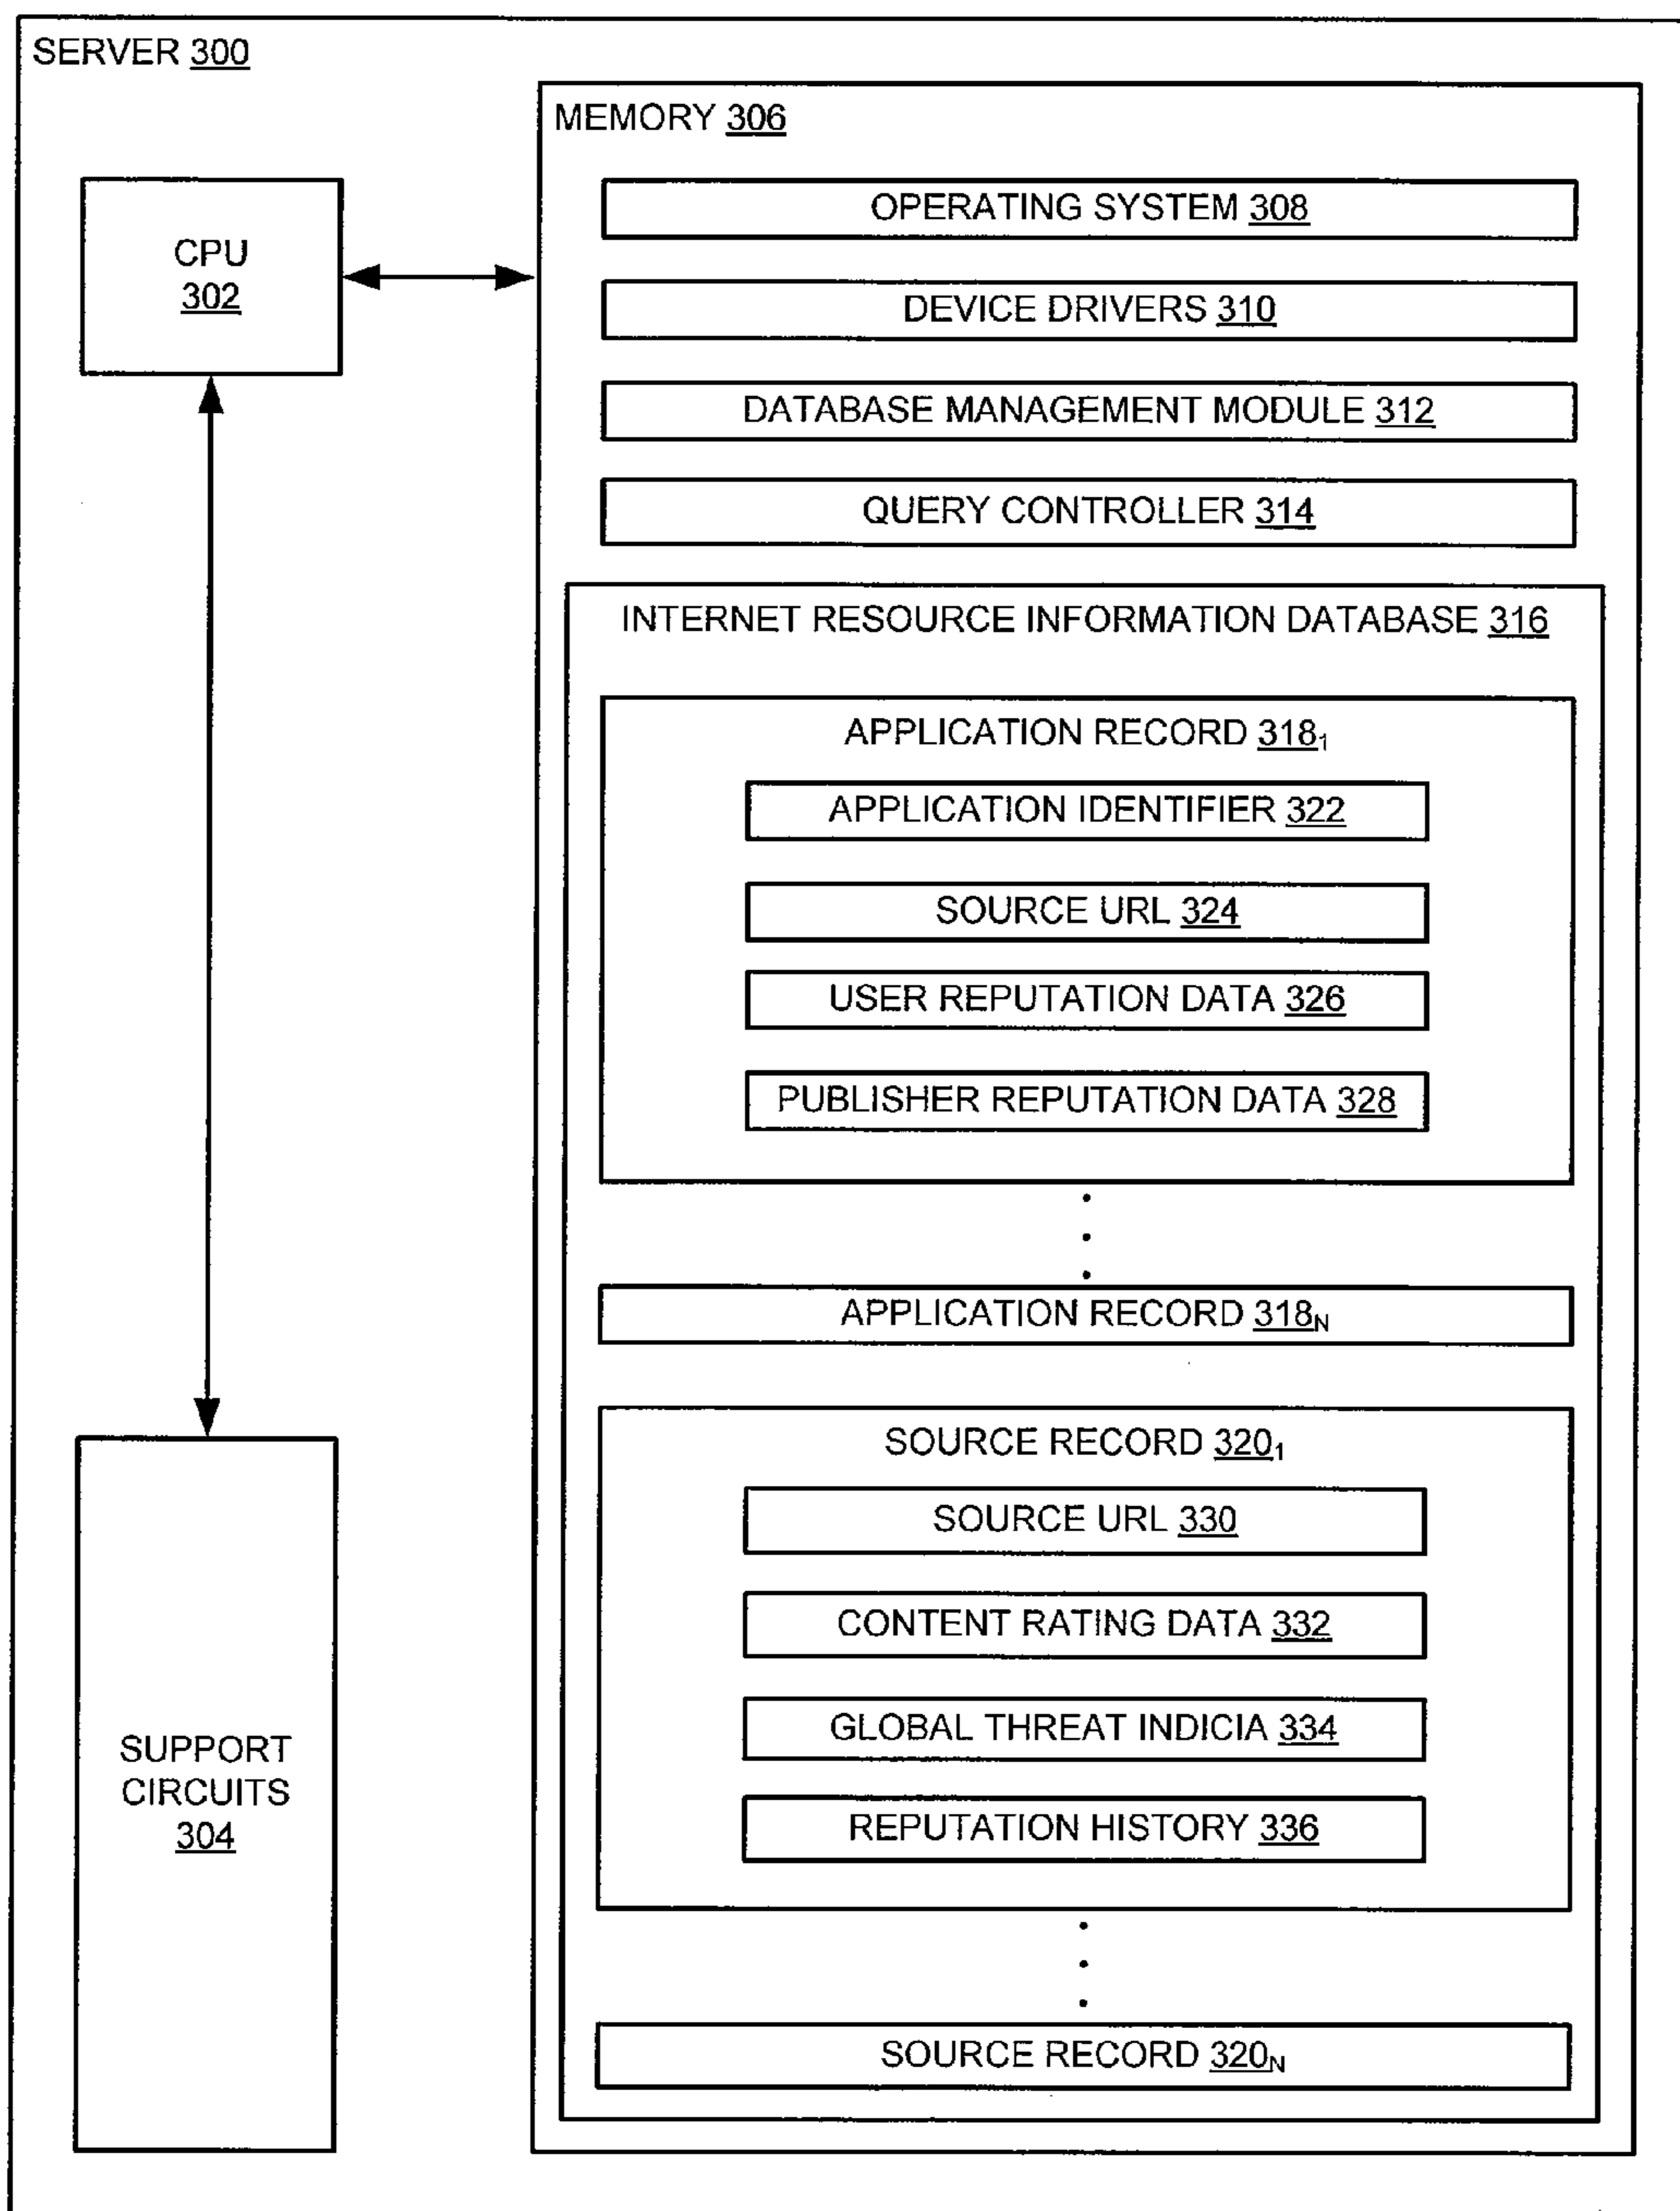 SERVER 300
MEMORY 306
CPU
302
OPERATING SYSTEM 308
DEVICE DRIVERS 310
DATABASE MANAGEMENT MODULE 312
QUERY CONTROLLER 314
INTERNET RESOURCE INFORMATION DATABASE 316
APPLICATION RECORD 318₁
APPLICATION IDENTIFIER 322
SOURCE URL 324
USER REPUTATION DATA 326
PUBLISHER REPUTATION DATA 328
APPLICATION RECORD 318N
SOURCE RECORD 320₁
SOURCE URL 330
CONTENT RATING DATA 332
GLOBAL THREAT INDICIA 334
REPUTATION HISTORY 336
SOURCE RECORD 320N
SUPPORT
CIRCUITS
304